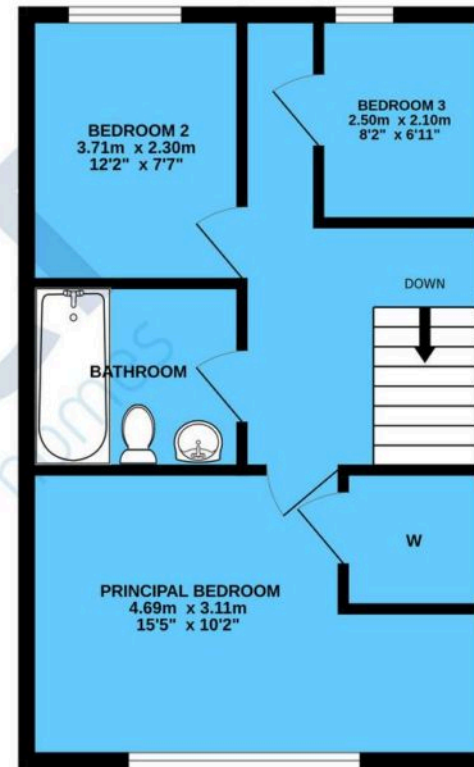 BEDROOM 2
3.71m x 2.30m
12'2" x 7'7"
BEDROOM 3
2.50m x 2.10m
8'2" x 6'11"
DOWN
BATHROOM
W
PRINCIPAL BEDROOM
4.69m x 3.11m
15'5" x 10'2"
homes